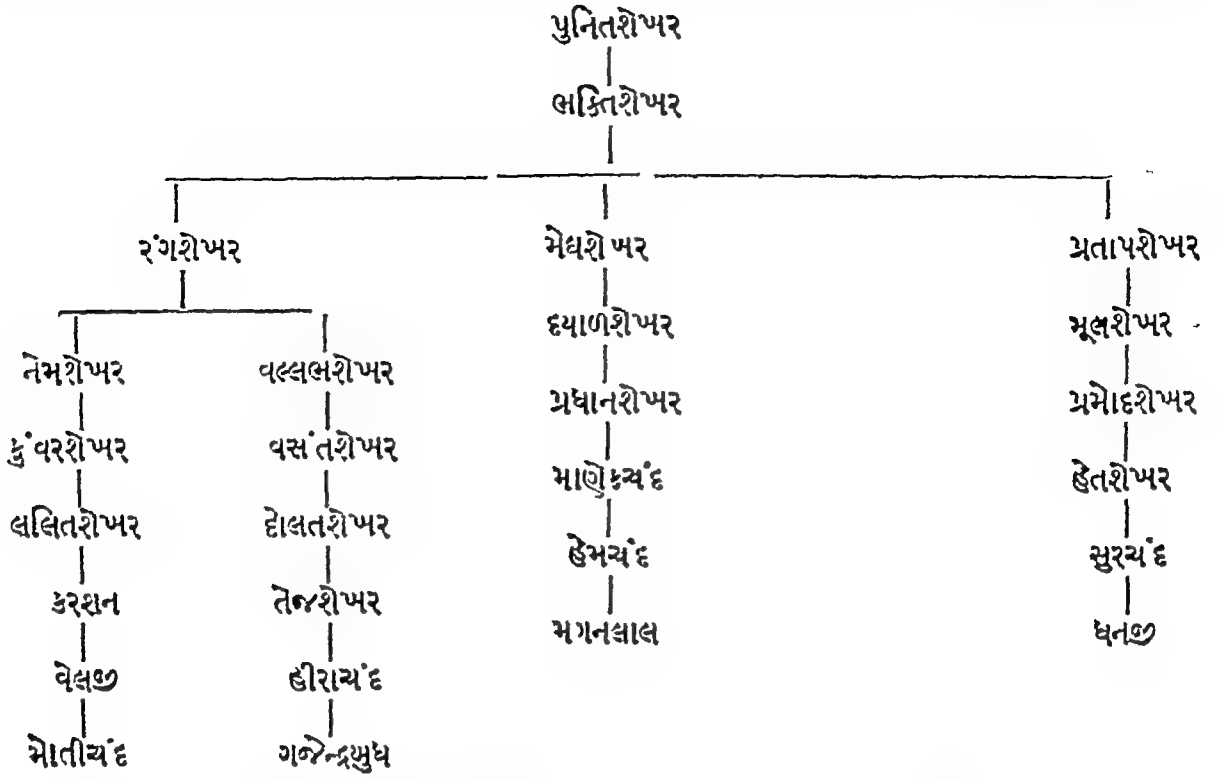 પુનિતશેખર
ભક્તિશેખર
રંગશેખર
મેઘશેખર
પ્રતાપશેખર
નેમશેખર
વલ્લભશેખર
દયાળશેખર
મૂલશેખર
કુંવરશેખર
વસંતશેખર
પ્રધાનશેખર
પ્રમોદશેખર
લલિતશેખર
દોલતશેખર
માણેકચંદ
હેતશેખર
કરશન
તેજશેખર
હેમચંદ
સુરચંદ
વેલજી
હીરાચંદ
મગનલાલ
ધનજી
મોતીચંદ
ગજેન્દ્રબુધ